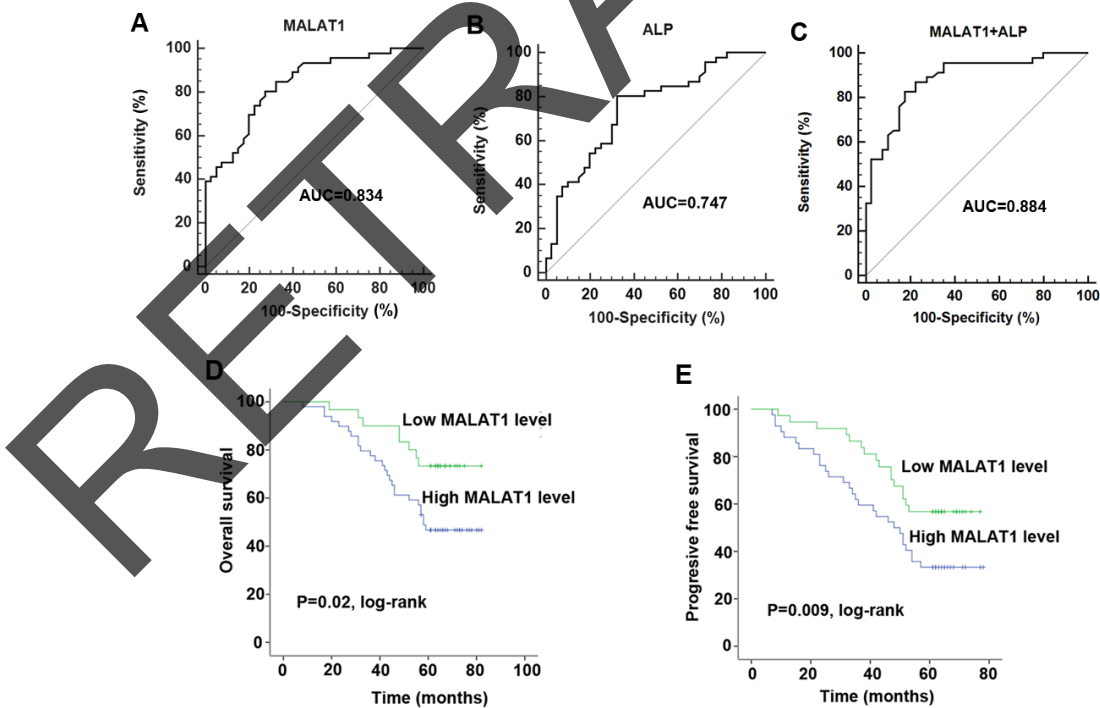 A
MALAT1
100
80
60
40
20
0
Sensitivity (%)
AUC=0.834
0 20 40 60 80 100
100-Specificity (%)
B
ALP
100
80
60
40
20
0
Sensitivity (%)
AUC=0.747
0 20 40 60 80 100
100-Specificity (%)
C
MALAT1+ALP
100
80
60
40
20
0
Sensitivity (%)
AUC=0.884
0 20 40 60 80 100
100-Specificity (%)
D
100
80
60
40
20
0
Overall survival
Low MALAT1 level
High MALAT1 level
P=0.02, log-rank
0 20 40 60 80 100
Time (months)
E
100
80
60
40
20
0
Progresive free survival
Low MALAT1 level
High MALAT1 level
P=0.009, log-rank
0 20 40 60 80
Time (months)
RETRA